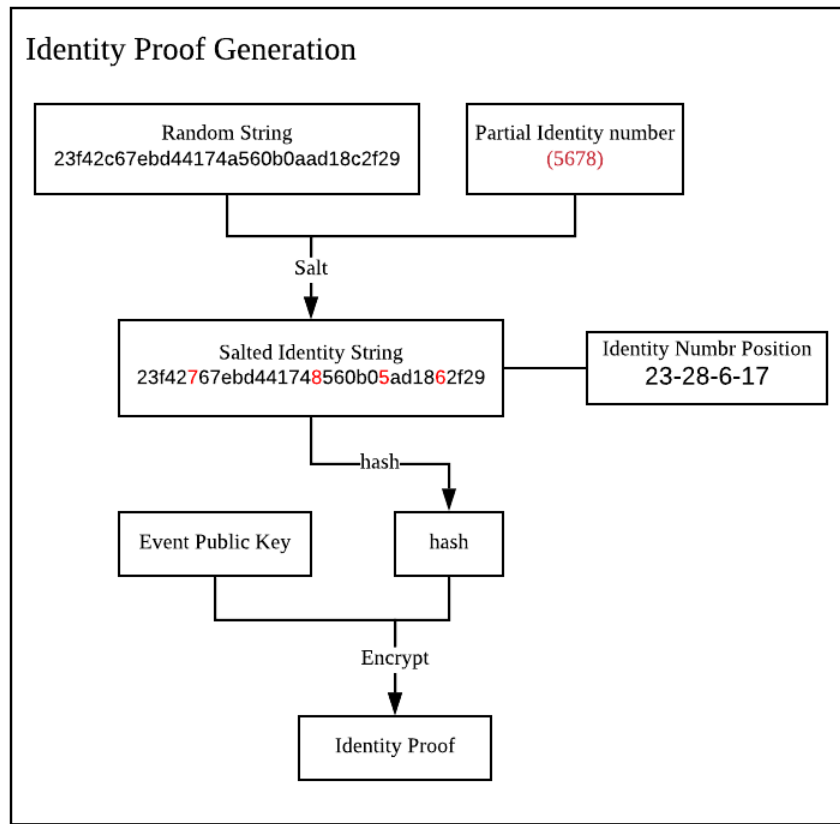 Identity Proof Generation
Random String
23f42c67ebd44174a560b0aad18c2f29
Partial Identity number
(5678)
Salt
Salted Identity String
23f42767ebd441748560b05ad1862f29
Identity Numbr Position
23-28-6-17
hash
Event Public Key
hash
Encrypt
Identity Proof